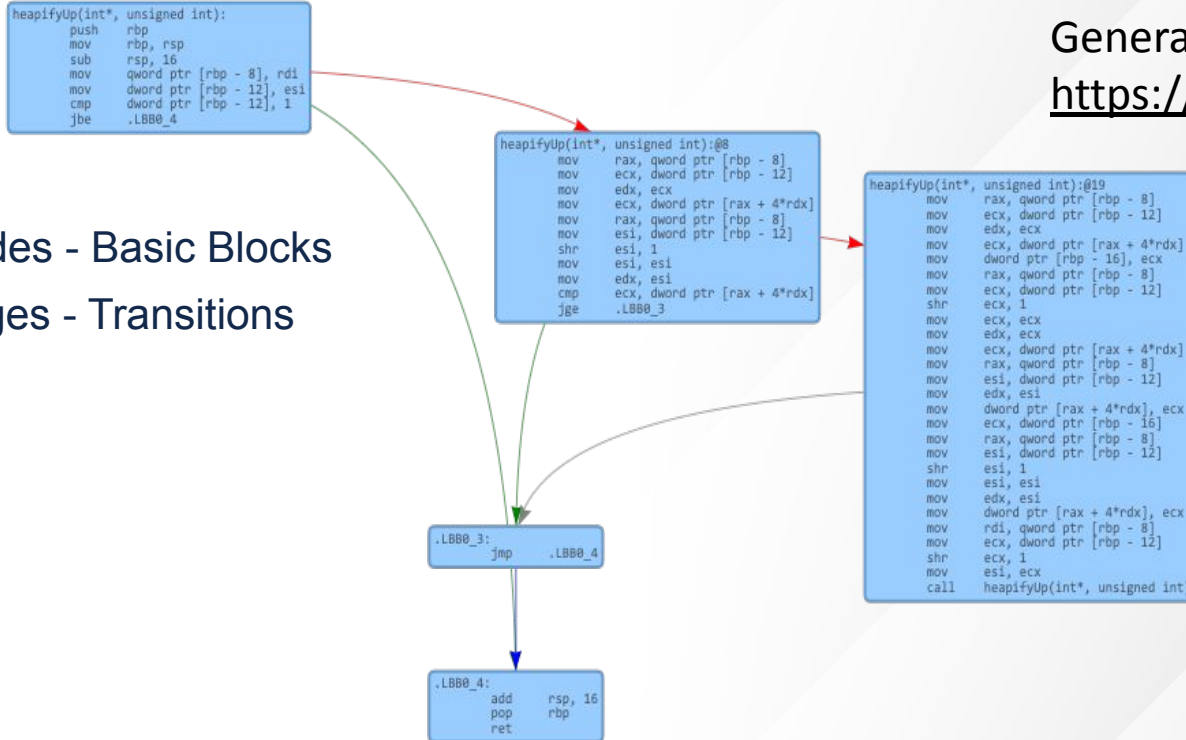 heapifyUp(int*, unsigned int):
push rbp
mov rbp, rsp
sub rsp, 16
mov qword ptr [rbp - 8], rdi
mov dword ptr [rbp - 12], esi
cmp dword ptr [rbp - 12], 1
jbe .LBB0_4
Genera
https://
heapifyUp(int*, unsigned int):@8
mov rax, qword ptr [rbp - 8]
mov ecx, dword ptr [rbp - 12]
mov edx, ecx
mov ecx, dword ptr [rax + 4*rdx]
mov rax, qword ptr [rbp - 8]
mov esi, dword ptr [rbp - 12]
shr esi, 1
mov esi, esi
mov edx, esi
cmp ecx, dword ptr [rax + 4*rdx]
jge .LBB0_3
heapifyUp(int*, unsigned int):@19
mov rax, qword ptr [rbp - 8]
mov ecx, dword ptr [rbp - 12]
mov edx, ecx
mov ecx, dword ptr [rax + 4*rdx]
mov dword ptr [rbp - 16], ecx
mov rax, qword ptr [rbp - 8]
mov ecx, dword ptr [rbp - 12]
shr ecx, 1
mov ecx, ecx
mov edx, ecx
mov ecx, dword ptr [rax + 4*rdx]
mov rax, qword ptr [rbp - 8]
mov esi, dword ptr [rbp - 12]
mov edx, esi
mov dword ptr [rax + 4*rdx], ecx
mov ecx, dword ptr [rbp - 16]
mov rax, qword ptr [rbp - 8]
mov esi, dword ptr [rbp - 12]
shr esi, 1
mov esi, esi
mov edx, esi
mov dword ptr [rax + 4*rdx], ecx
mov rdi, qword ptr [rbp - 8]
mov ecx, dword ptr [rbp - 12]
shr ecx, 1
mov esi, ecx
call heapifyUp(int*, unsigned int
des - Basic Blocks
ges - Transitions
.LBB0_3:
jmp .LBB0_4
.LBB0_4:
add rsp, 16
pop rbp
ret